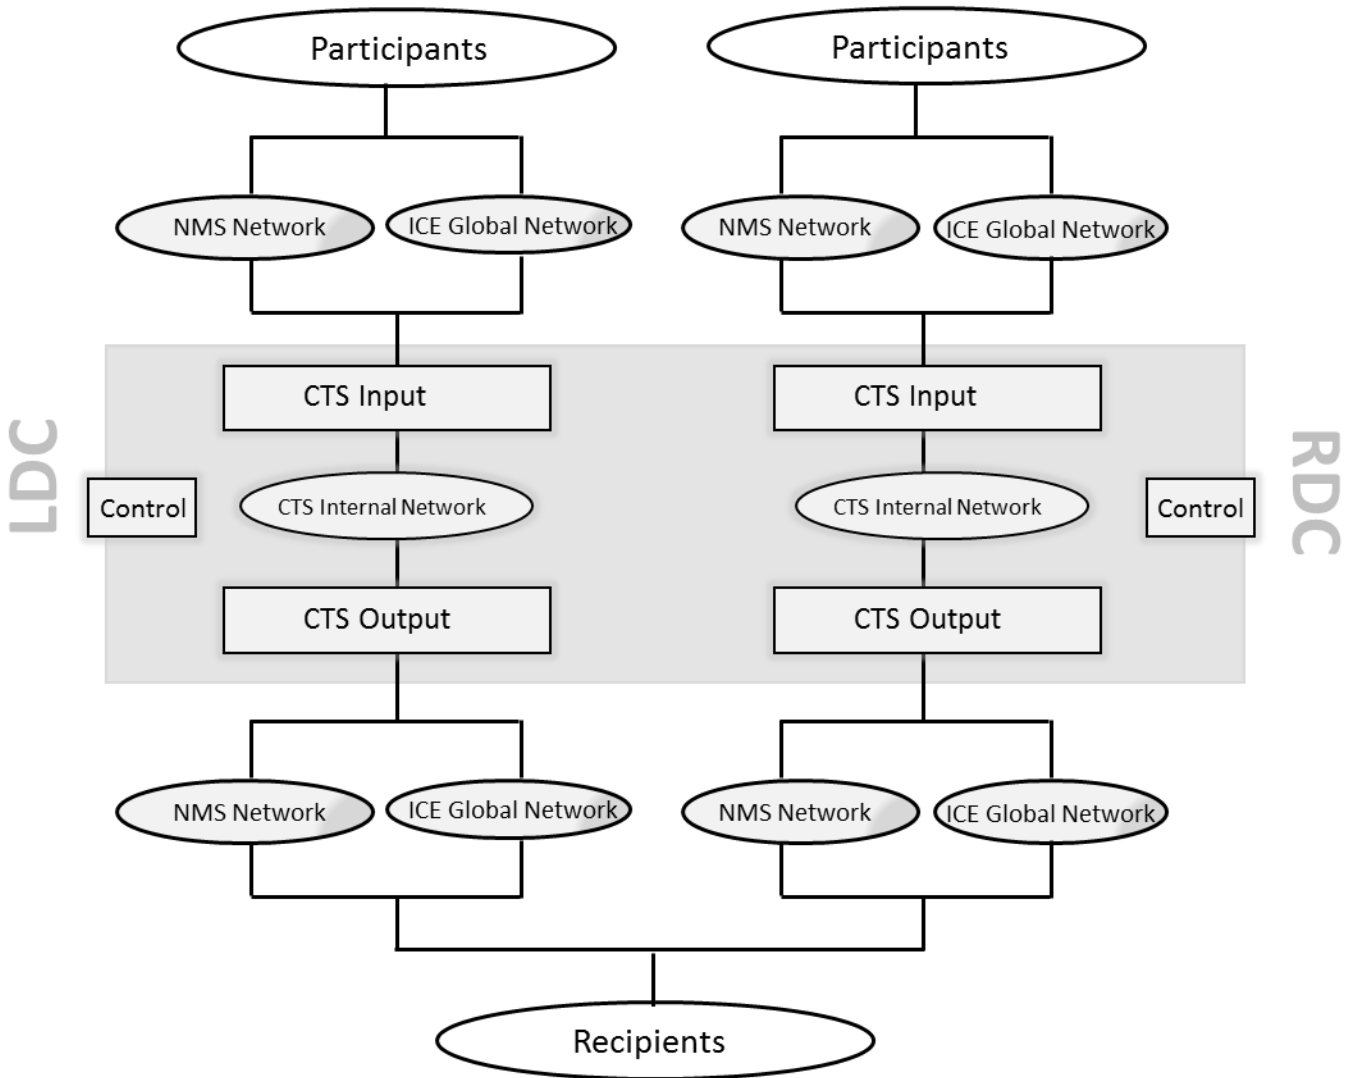 Participants
Participants
NMS Network
ICE Global Network
NMS Network
ICE Global Network
CTS Input
CTS Input
LDC
Control
CTS Internal Network
CTS Internal Network
Control
RDC
CTS Output
CTS Output
NMS Network
ICE Global Network
NMS Network
ICE Global Network
Recipients